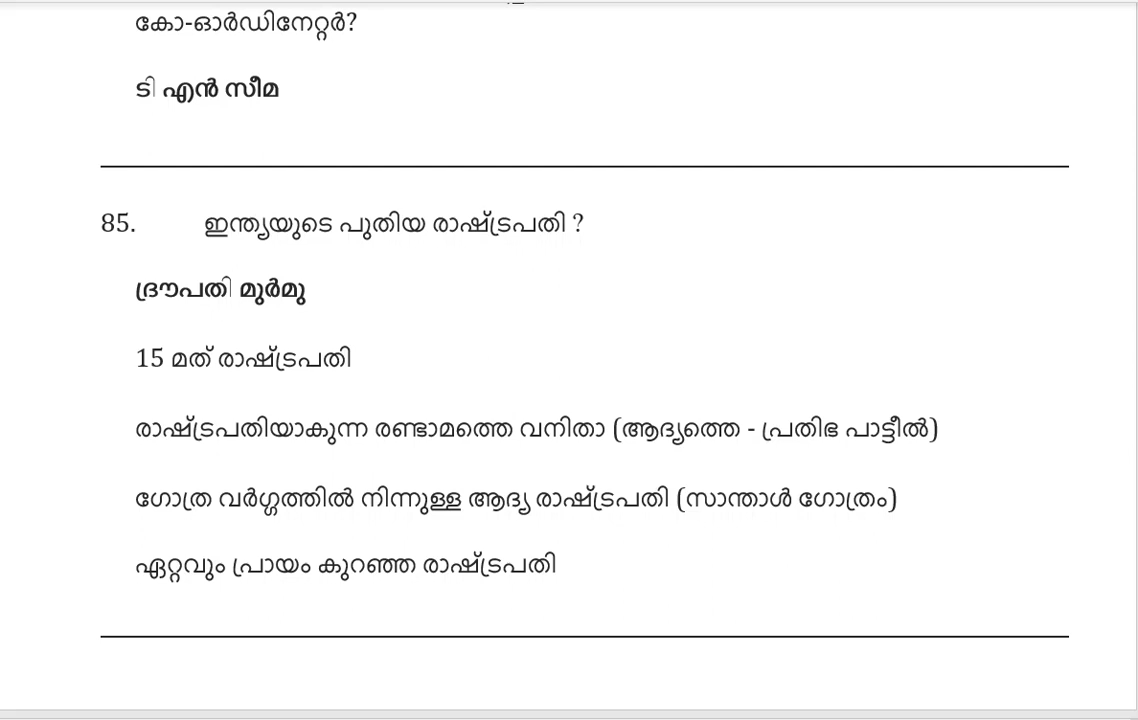 കോ-ഓർഡിനേറ്റർ?
ടി എൻ സീമ
85. ഇന്ത്യയുടെ പുതിയ രാഷ്ട്രപതി ?
ദ്രൗപതി മുർമു
15 മത് രാഷ്ട്രപതി
രാഷ്ട്രപതിയാകുന്ന രണ്ടാമത്തെ വനിതാ (ആദ്യത്തെ - പ്രതിഭ പാട്ടീൽ)
ഗോത്ര വർഗ്ഗത്തിൽ നിന്നുള്ള ആദ്യ രാഷ്ട്രപതി (സാന്താൾ ഗോത്രം)
ഏറ്റവും പ്രായം കുറഞ്ഞ രാഷ്ട്രപതി